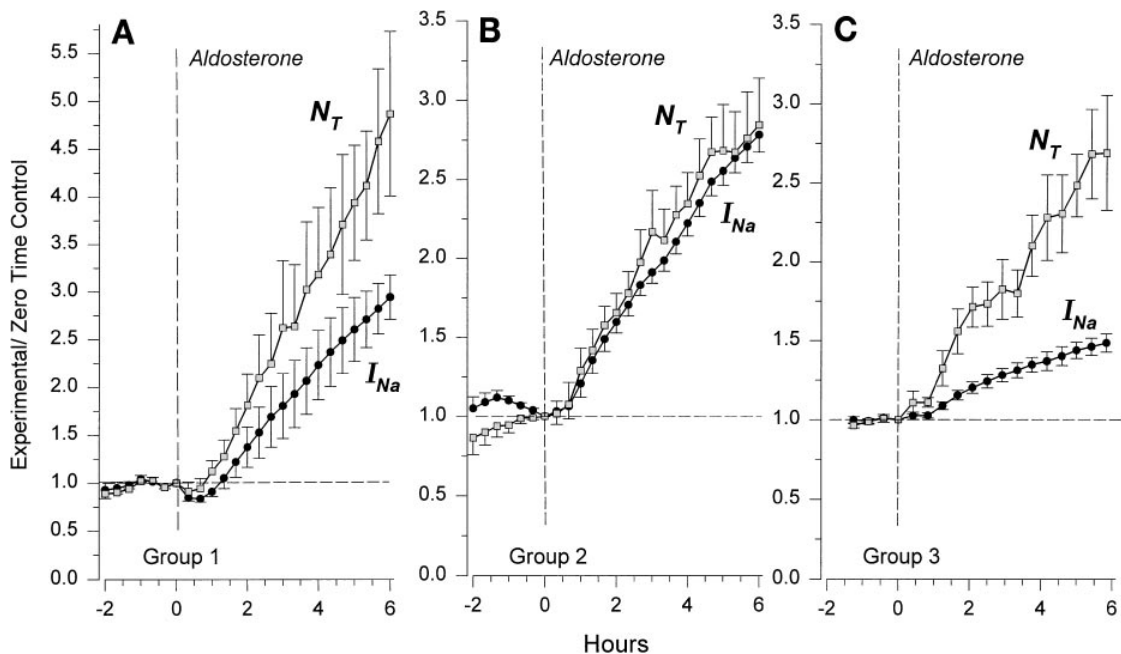 A
Aldosterone
N_T
I_Na
Group 1
5.5
5.0
4.5
4.0
3.5
3.0
2.5
2.0
1.5
1.0
0.5
0.0
-2 0 2 4 6
B
Aldosterone
N_T
I_Na
Group 2
3.5
3.0
2.5
2.0
1.5
1.0
0.5
0.0
-2 0 2 4 6
C
Aldosterone
N_T
I_Na
Group 3
3.5
3.0
2.5
2.0
1.5
1.0
0.5
0.0
-2 0 2 4 6
Experimental/ Zero Time Control
Hours